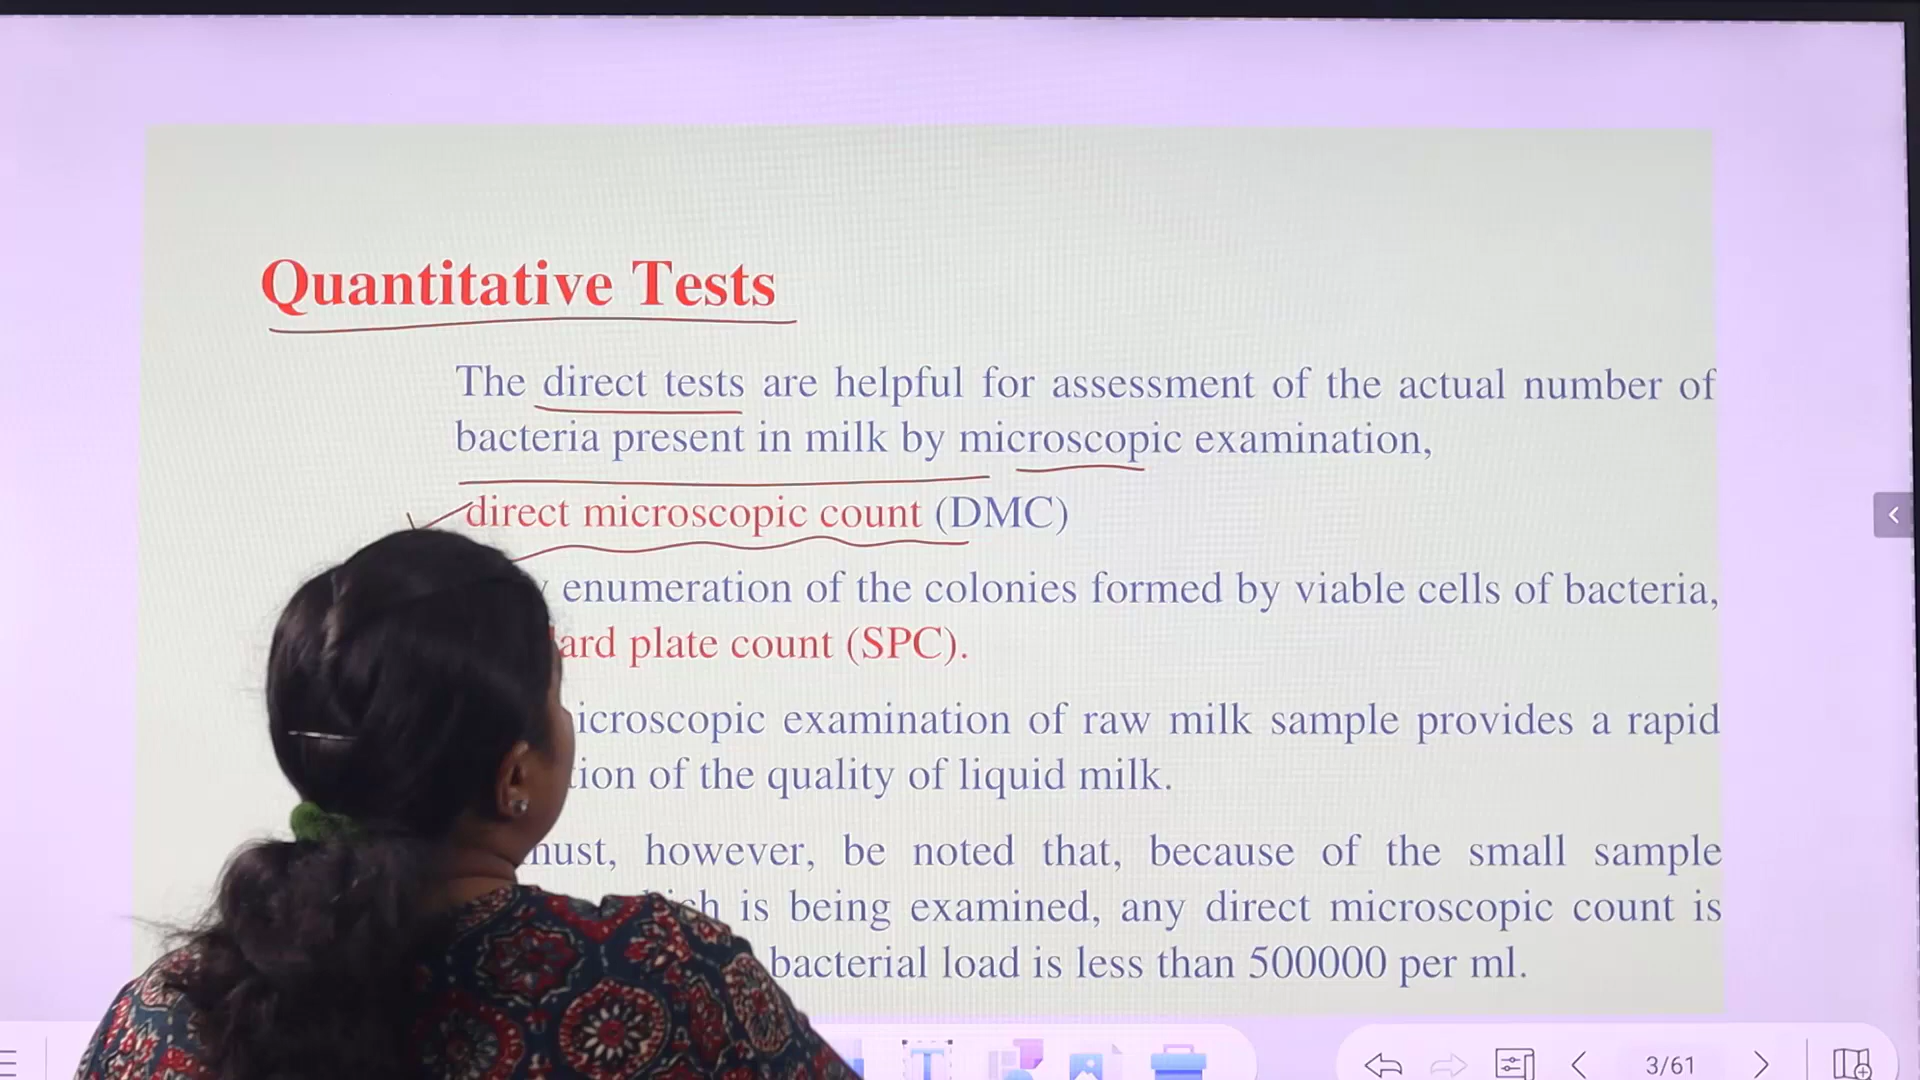 Quantitative Tests
The direct tests are helpful for assessment of the actual number of
bacteria present in milk by microscopic examination,
direct microscopic count (DMC)
enumeration of the colonies formed by viable cells of bacteria,
plate count (SPC).
examination of raw milk sample provides a rapid
of the quality of liquid milk.
however, be noted that, because of the small sample
is being examined, any direct microscopic count is
bacterial load is less than 500000 per ml.
3/61